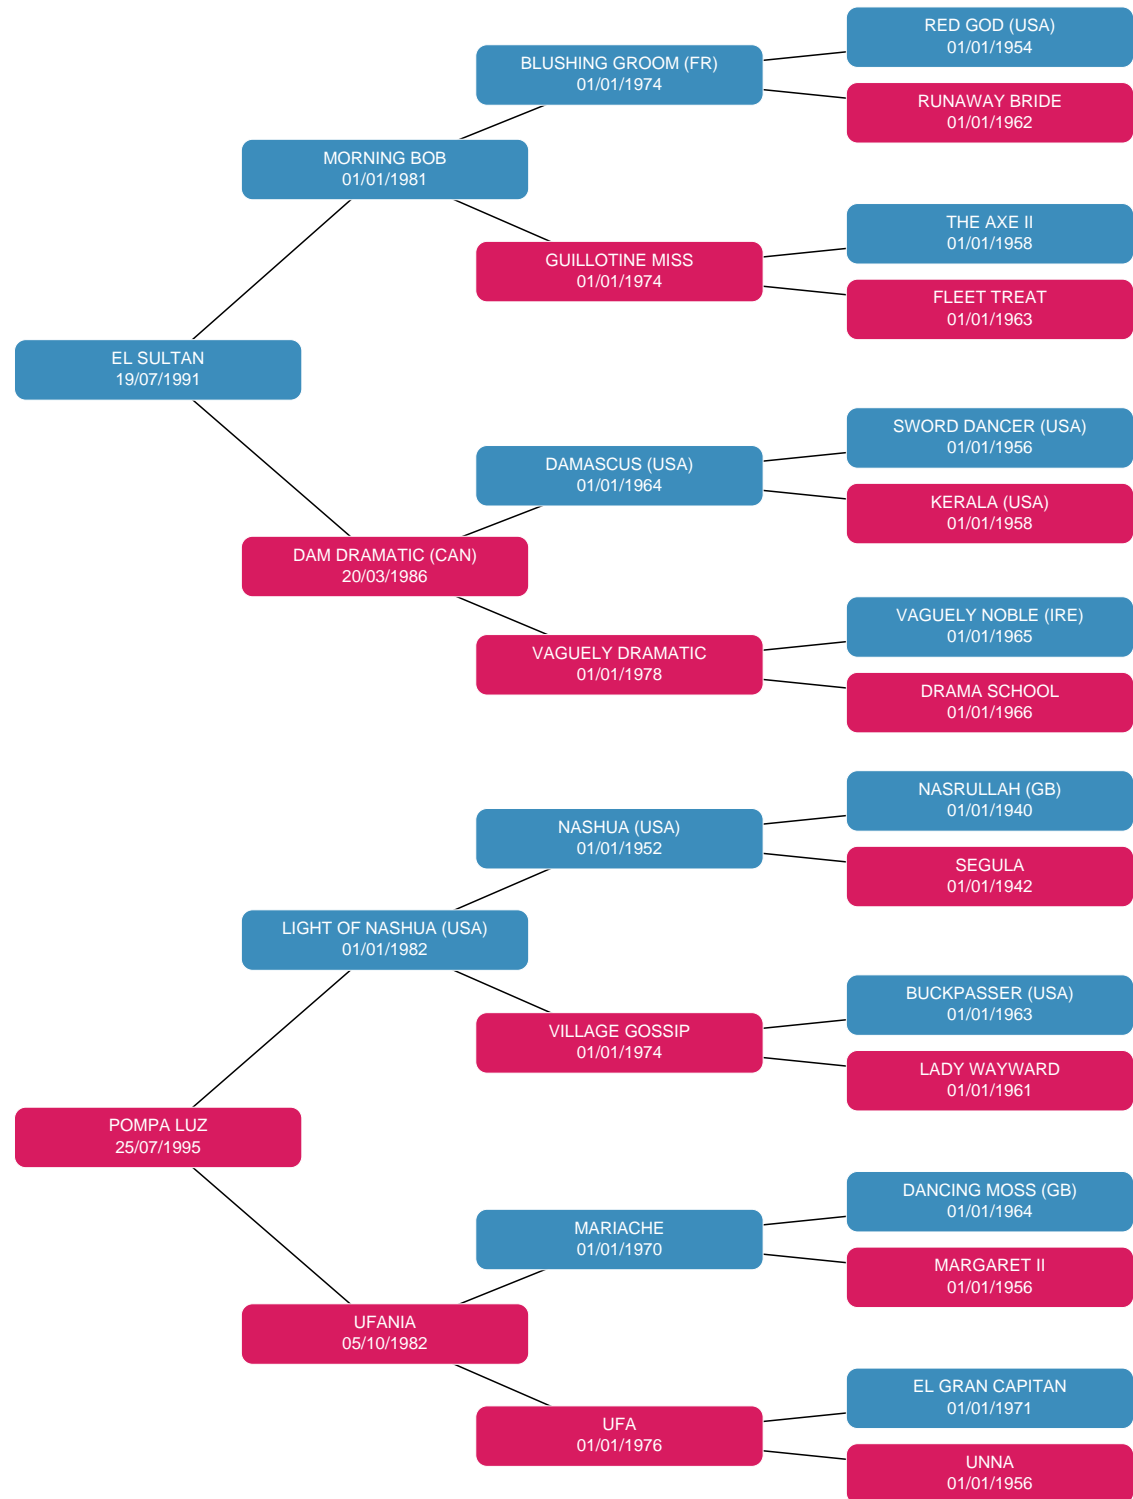 RED GOD (USA)
01/01/1954
BLUSHING GROOM (FR)
01/01/1974
RUNAWAY BRIDE
01/01/1962
MORNING BOB
01/01/1981
THE AXE II
01/01/1958
GUILLOTINE MISS
01/01/1974
FLEET TREAT
01/01/1963
EL SULTAN
19/07/1991
SWORD DANCER (USA)
01/01/1956
DAMASCUS (USA)
01/01/1964
KERALA (USA)
01/01/1958
DAM DRAMATIC (CAN)
20/03/1986
VAGUELY NOBLE (IRE)
01/01/1965
VAGUELY DRAMATIC
01/01/1978
DRAMA SCHOOL
01/01/1966
NASRULLAH (GB)
01/01/1940
NASHUA (USA)
01/01/1952
SEGULA
01/01/1942
LIGHT OF NASHUA (USA)
01/01/1982
BUCKPASSER (USA)
01/01/1963
VILLAGE GOSSIP
01/01/1974
LADY WAYWARD
01/01/1961
POMPA LUZ
25/07/1995
DANCING MOSS (GB)
01/01/1964
MARIACHE
01/01/1970
MARGARET II
01/01/1956
UFANIA
05/10/1982
EL GRAN CAPITAN
01/01/1971
UFA
01/01/1976
UNNA
01/01/1956